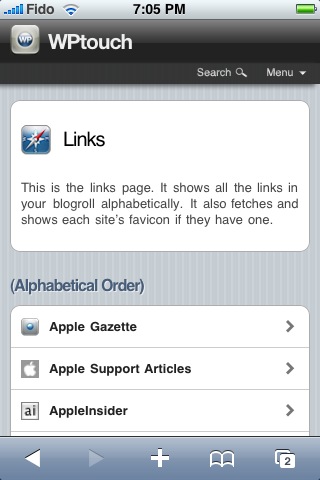 Fido 7:05 PM
WP WPtouch
Search Menu
Links
This is the links page. It shows all the links in
your blogroll alphabetically. It also fetches and
shows each site's favicon if they have one.
(Alphabetical Order)
Apple Gazette
Apple Support Articles
ai AppleInsider
2